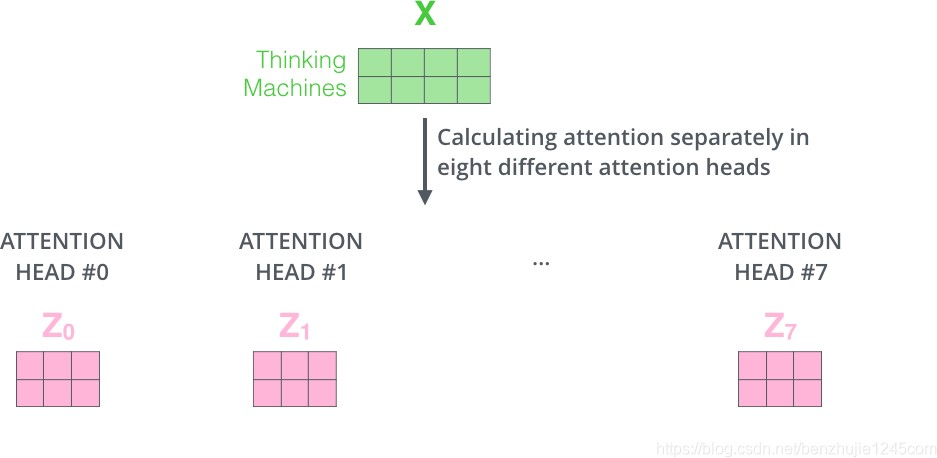 X
Thinking
Machines
Calculating attention separately in
eight different attention heads
ATTENTION
HEAD #0
ATTENTION
HEAD #1
...
ATTENTION
HEAD #7
Z0
Z1
Z7
https://blog.csdn.net/benzhujie1245com